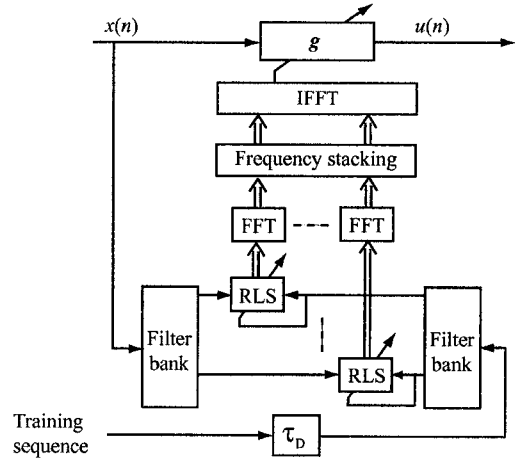 x(n)
g
u(n)
IFFT
Frequency stacking
FFT
FFT
RLS
Filter
bank
RLS
Filter
bank
Training
sequence
τD